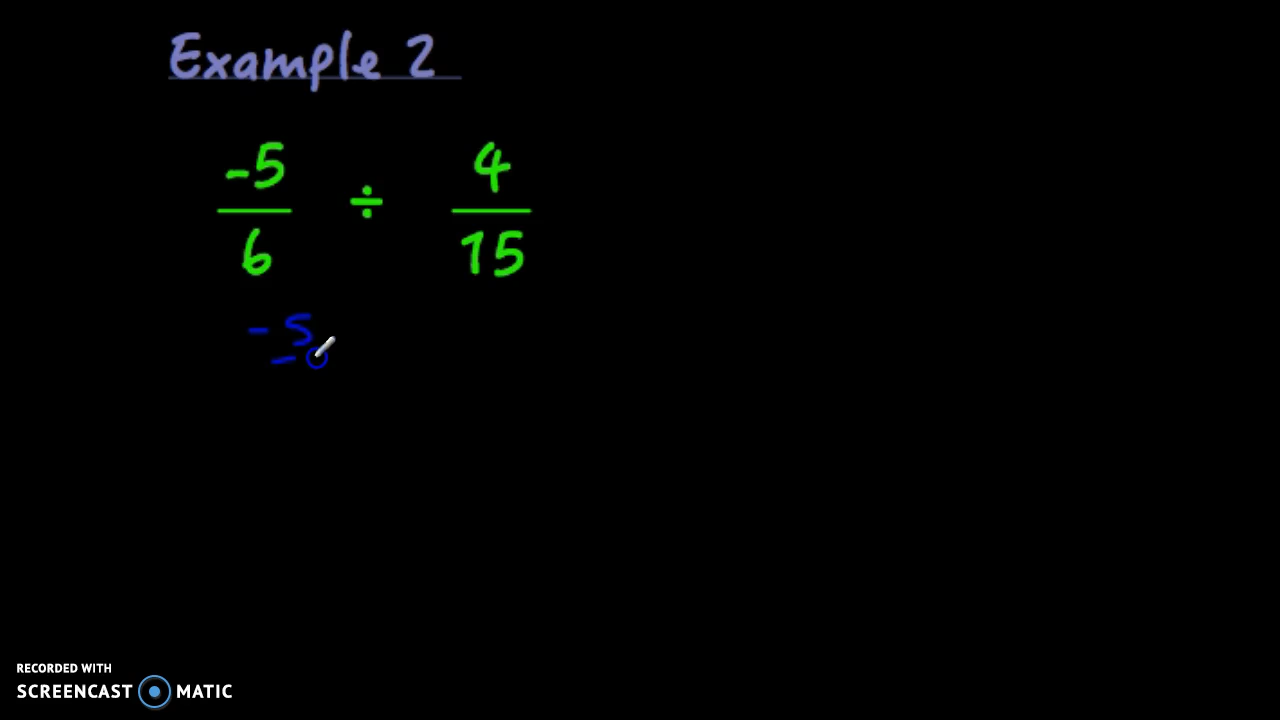 Example 2
-5/6 ÷ 4/15
-5
RECORDED WITH
SCREENCAST MATIC